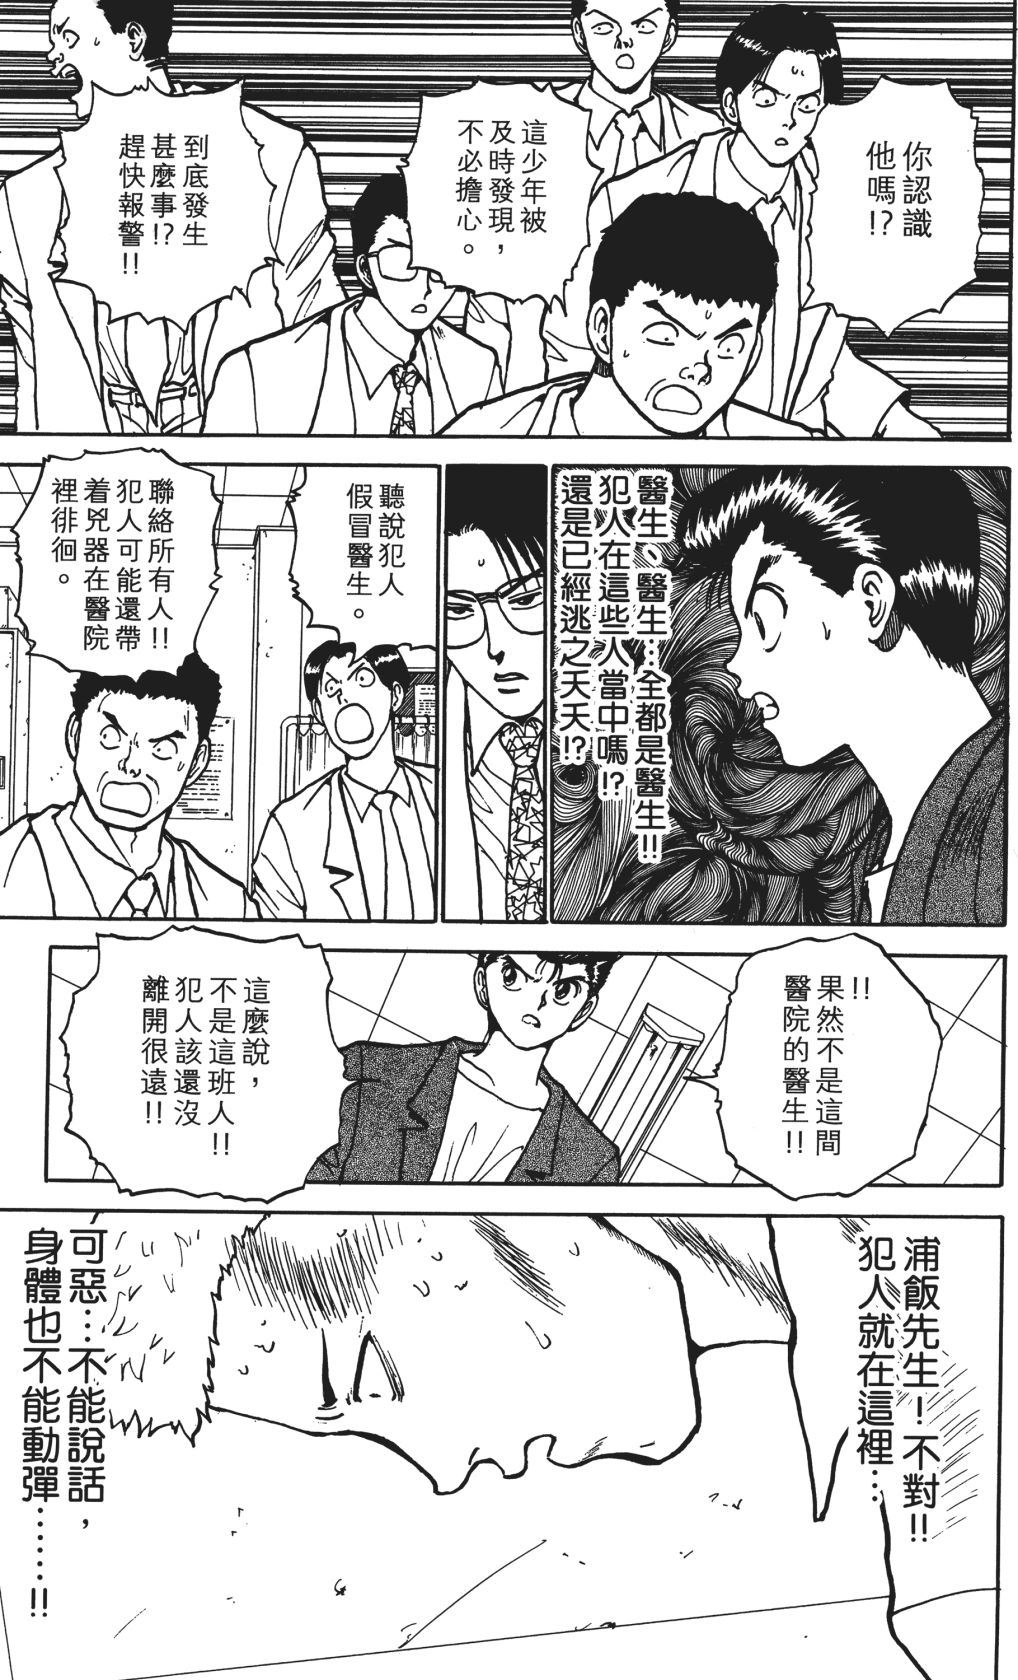 你認識
他嗎!?
這少年被
及時發現，
不必擔心。
到底發生
甚麼事!?
趕快報警!!
醫生、醫生…全都是醫生!!
犯人在這些人當中嗎!?
還是已經逃之夭夭!?
聽說犯人
假冒醫生。
聯絡所有人!!
犯人可能還帶
着兇器在醫院
裡徘徊。
!!
果然不是這間
醫院的醫生!!
這麼說，
不是這班人!!
犯人該還沒
離開很遠!!
浦飯先生！不對!!
犯人就在這裡…
可惡…不能說話，
身體也不能動彈……!!